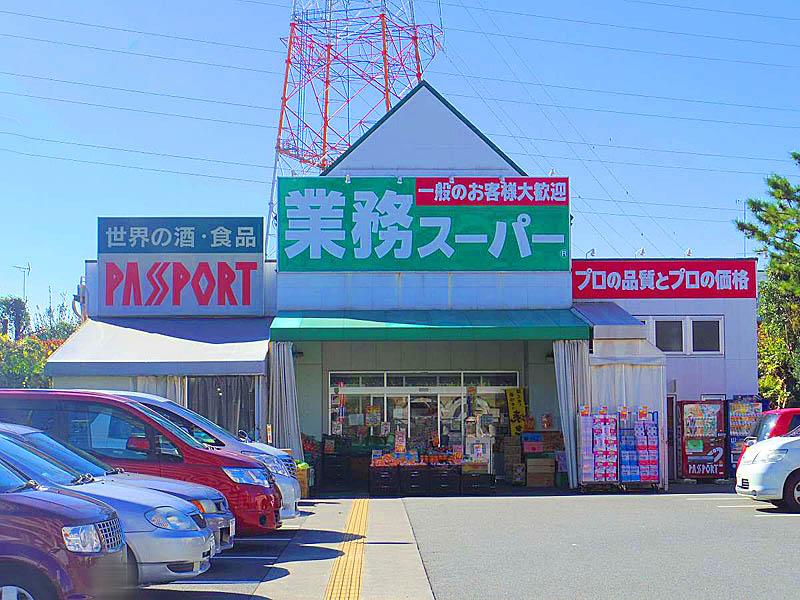 一般のお客様大歓迎
業務スーパー
®
世界の酒・食品
PASSPORT
プロの品質とプロの価格
PASSPORT